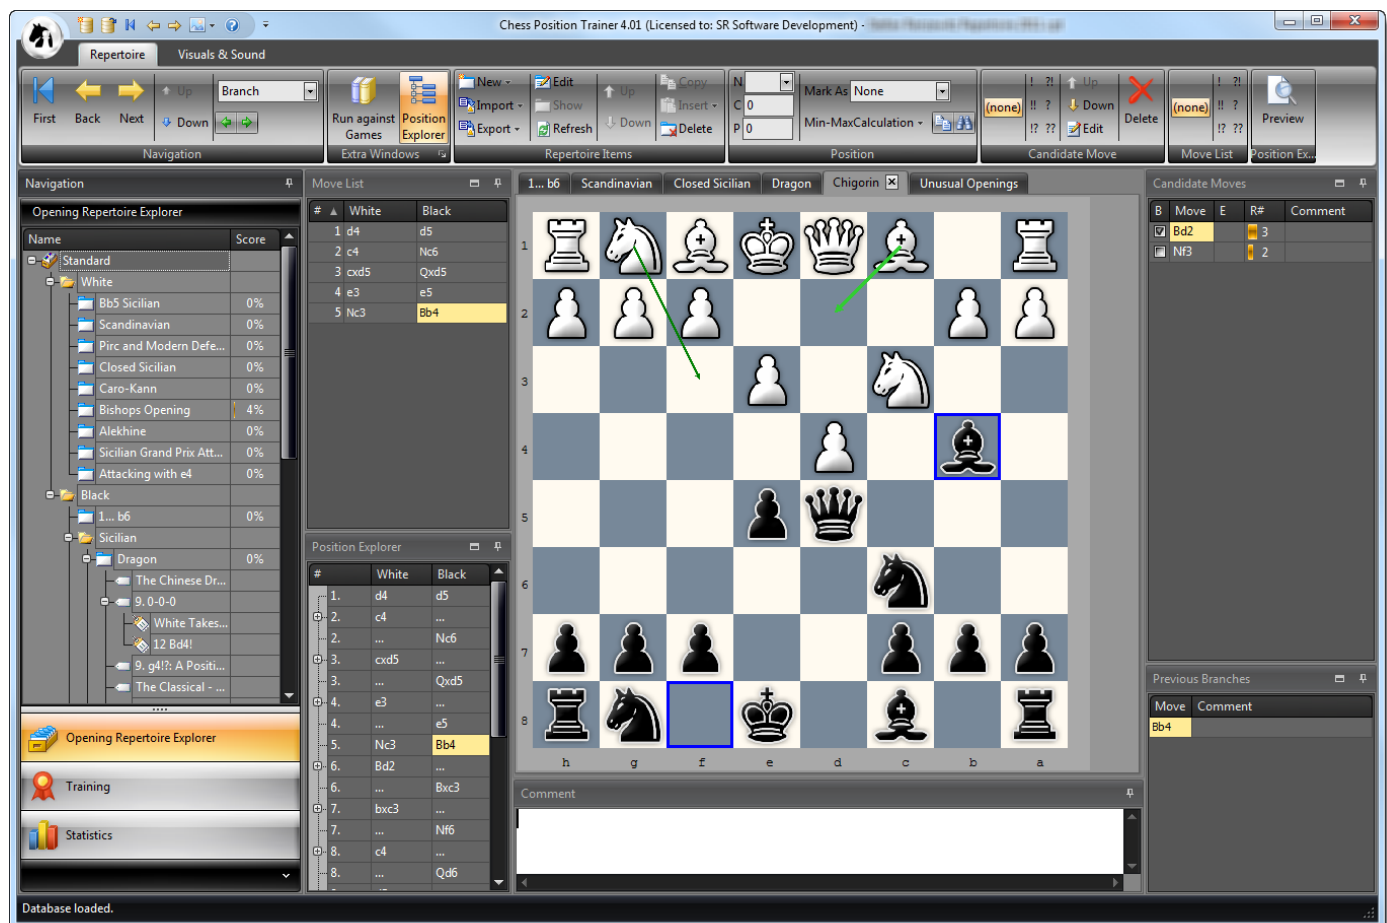 Chess Position Trainer 4.01 (Licensed to: SR Software Development) -
Repertoire Visuals & Sound
First Back Next Up Down Branch
Navigation
Run against Games Position Explorer
Extra Windows
New Edit Up Copy
Import Show Insert
Export Refresh Down Delete
Repertoire Items
N
C 0
P 0
Mark As None
Min-MaxCalculation
Position
(none) ! ?! !! ? !? ?? Up Down Edit Delete
Candidate Move
(none) ! ?! !! ? !? ??
Move List
Preview
Position Ex...
Navigation
Opening Repertoire Explorer
Name Score
Standard
White
Bb5 Sicilian 0%
Scandinavian 0%
Pirc and Modern Defe... 0%
Closed Sicilian 0%
Caro-Kann 0%
Bishops Opening 4%
Alekhine 0%
Sicilian Grand Prix Att... 0%
Attacking with e4 0%
Black
1... b6 0%
Sicilian
Dragon 0%
The Chinese Dr...
9. 0-0-0
White Takes...
12 Bd4!
9. g4!?: A Positi...
The Classical - ...
Opening Repertoire Explorer
Training
Statistics
Move List
# White Black
1 d4 d5
2 c4 Nc6
3 cxd5 Qxd5
4 e3 e5
5 Nc3 Bb4
Position Explorer
# White Black
1. d4 d5
2. c4 ...
2. ... Nc6
3. cxd5 ...
3. ... Qxd5
4. e3 ...
4. ... e5
5. Nc3 Bb4
6. Bd2 ...
6. ... Bxc3
7. bxc3 ...
7. ... Nf6
8. c4 ...
8. ... Qd6
1... b6 Scandinavian Closed Sicilian Dragon Chigorin Unusual Openings
1
2
3
4
5
6
7
8
h g f e d c b a
Comment
Candidate Moves
B Move E R# Comment
Bd2 3
Nf3 2
Previous Branches
Move Comment
Bb4
Database loaded.